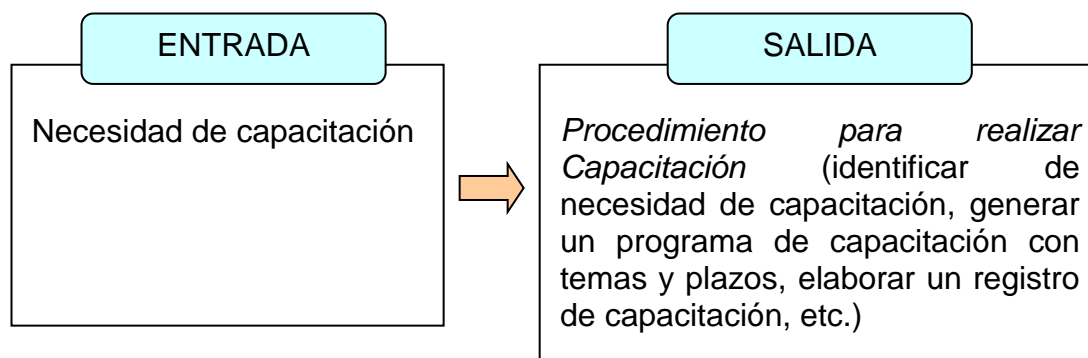 ENTRADA
Necesidad de capacitación
SALIDA
Procedimiento para realizar
Capacitación (identificar de
necesidad de capacitación, generar
un programa de capacitación con
temas y plazos, elaborar un registro
de capacitación, etc.)